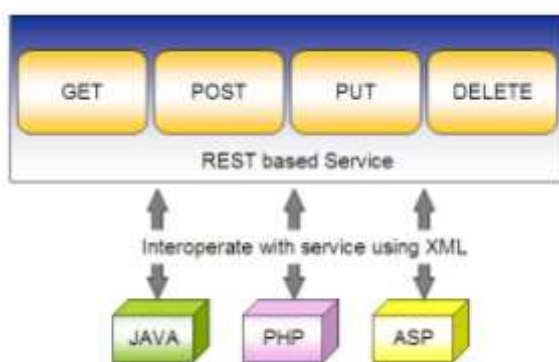 GET POST PUT DELETE
REST based Service
Interoperate with service using XML
JAVA PHP ASP